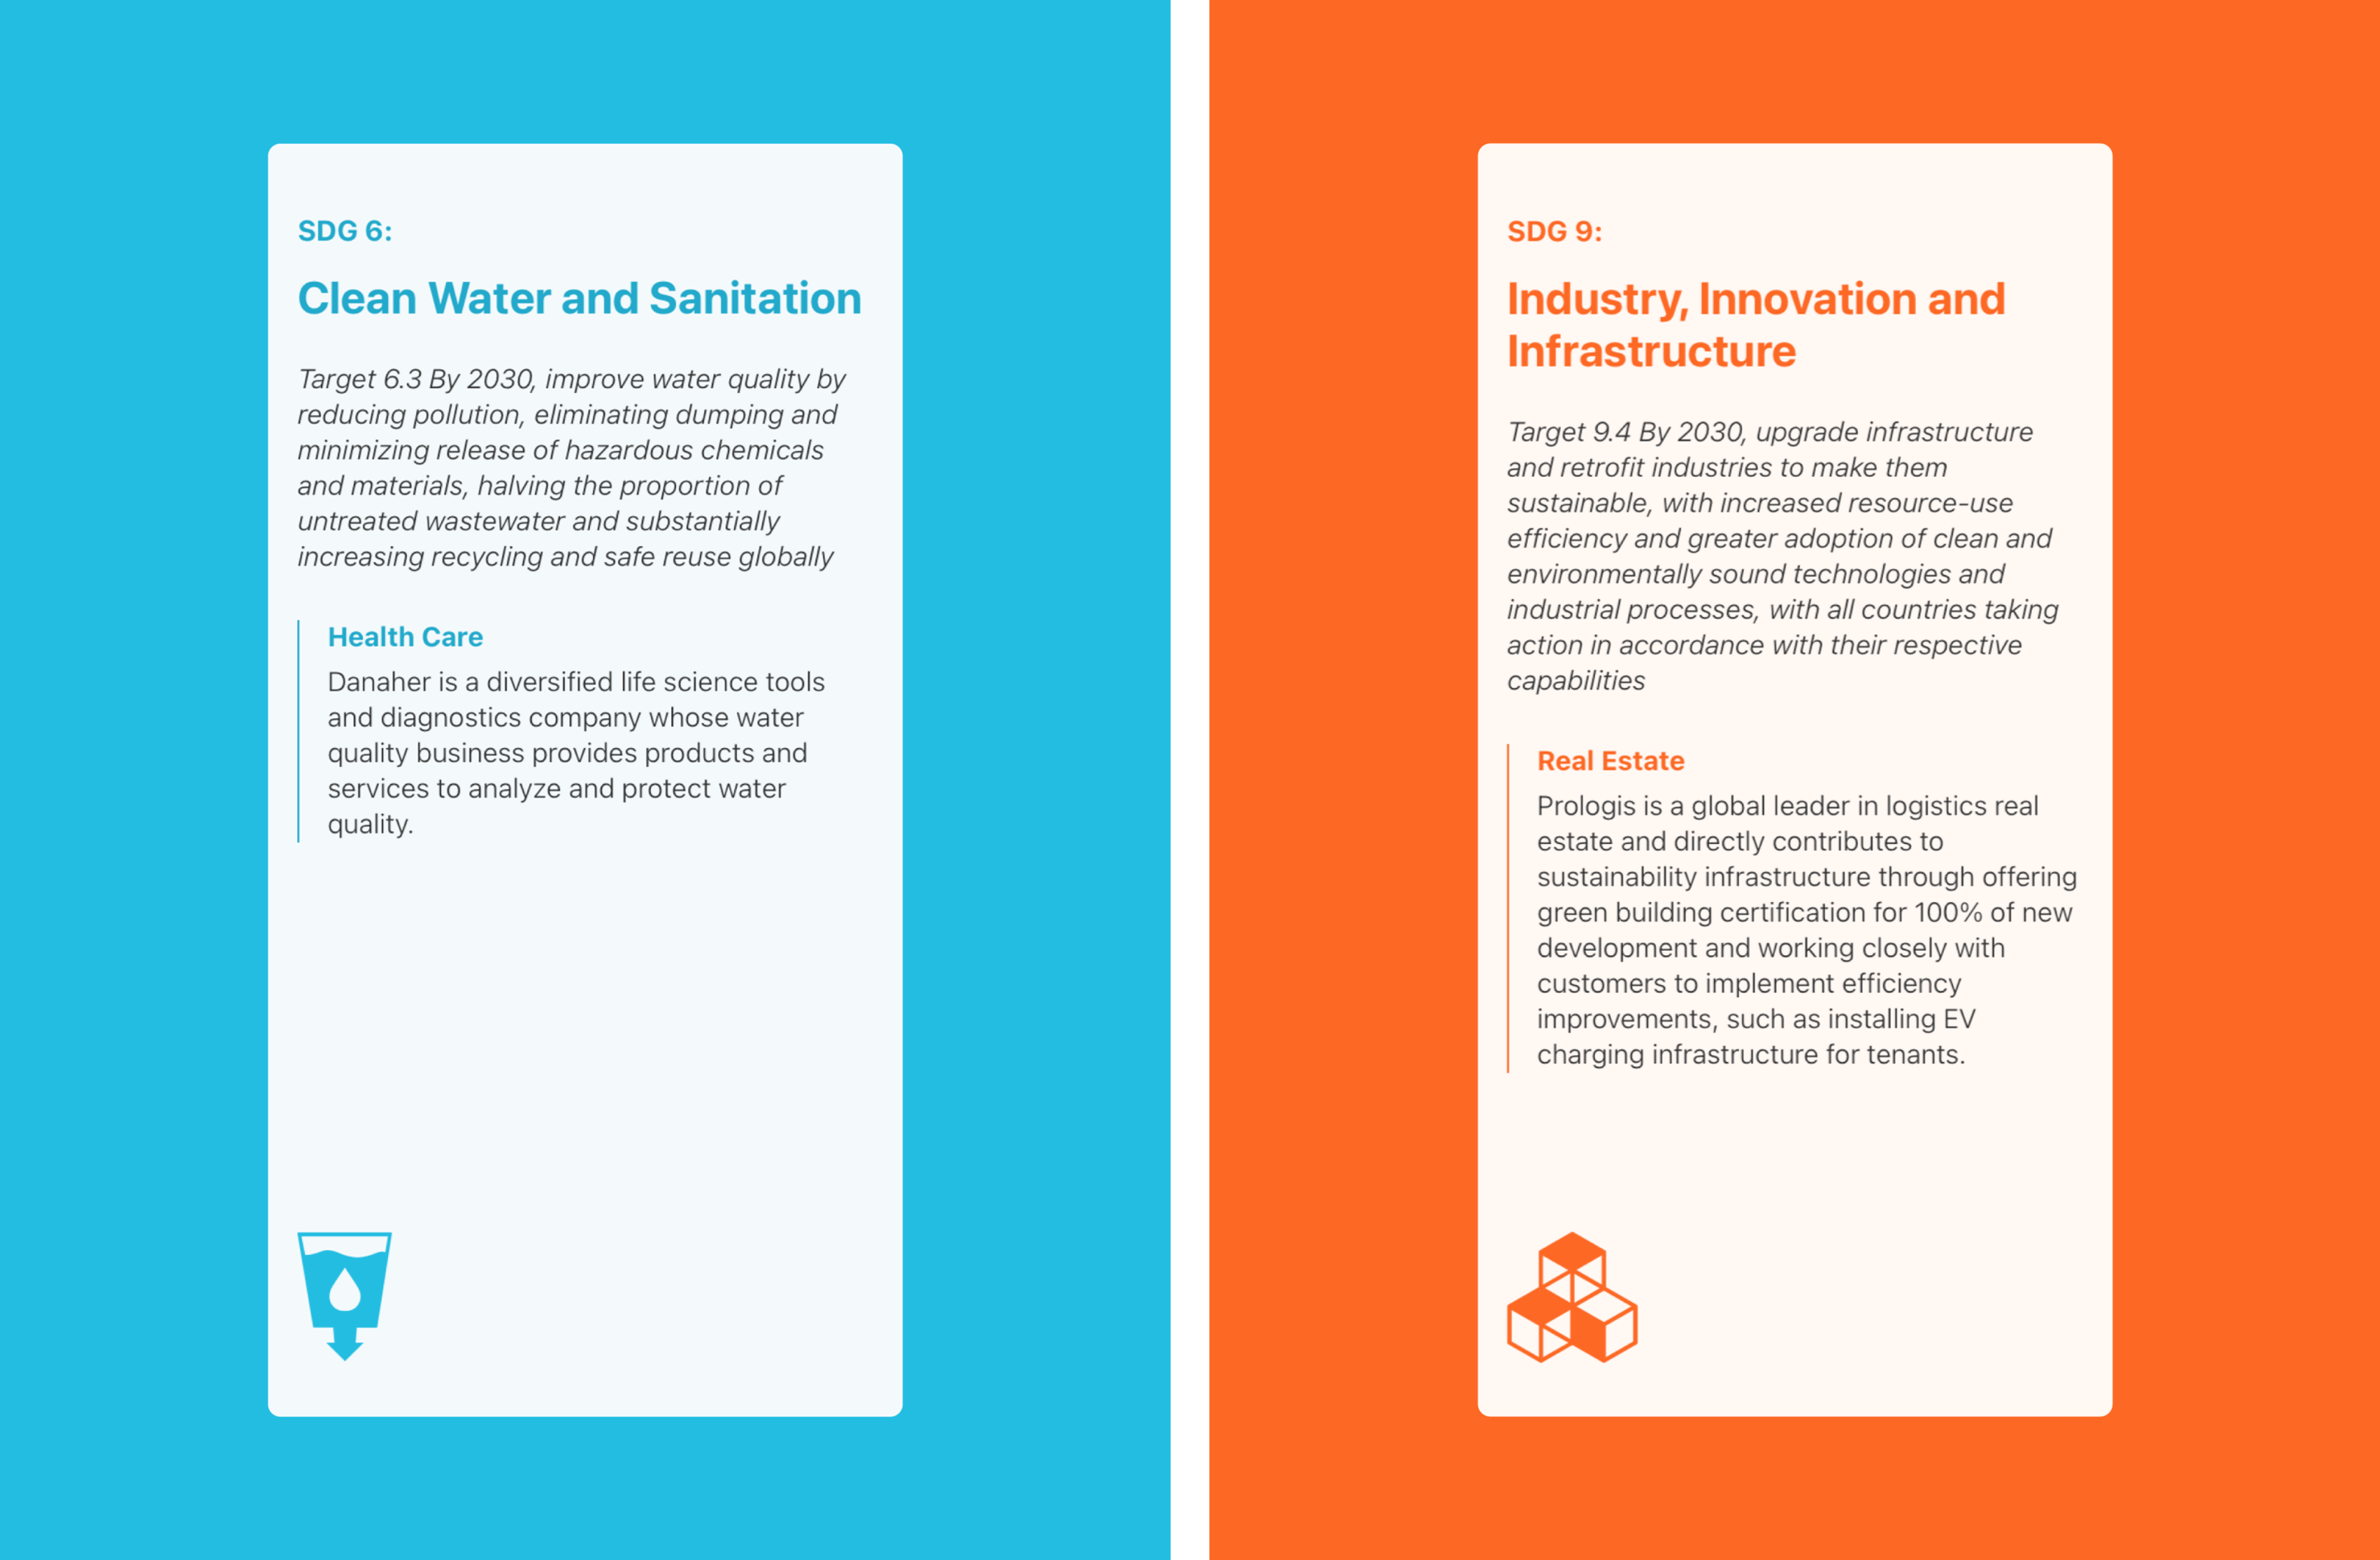 SDG 6:
Clean Water and Sanitation
Target 6.3 By 2030, improve water quality by
reducing pollution, eliminating dumping and
minimizing release of hazardous chemicals
and materials, halving the proportion of
untreated wastewater and substantially
increasing recycling and safe reuse globally
Health Care
Danaher is a diversified life science tools
and diagnostics company whose water
quality business provides products and
services to analyze and protect water
quality.
SDG 9:
Industry, Innovation and
Infrastructure
Target 9.4 By 2030, upgrade infrastructure
and retrofit industries to make them
sustainable, with increased resource-use
efficiency and greater adoption of clean and
environmentally sound technologies and
industrial processes, with all countries taking
action in accordance with their respective
capabilities
Real Estate
Prologis is a global leader in logistics real
estate and directly contributes to
sustainability infrastructure through offering
green building certification for 100% of new
development and working closely with
customers to implement efficiency
improvements, such as installing EV
charging infrastructure for tenants.